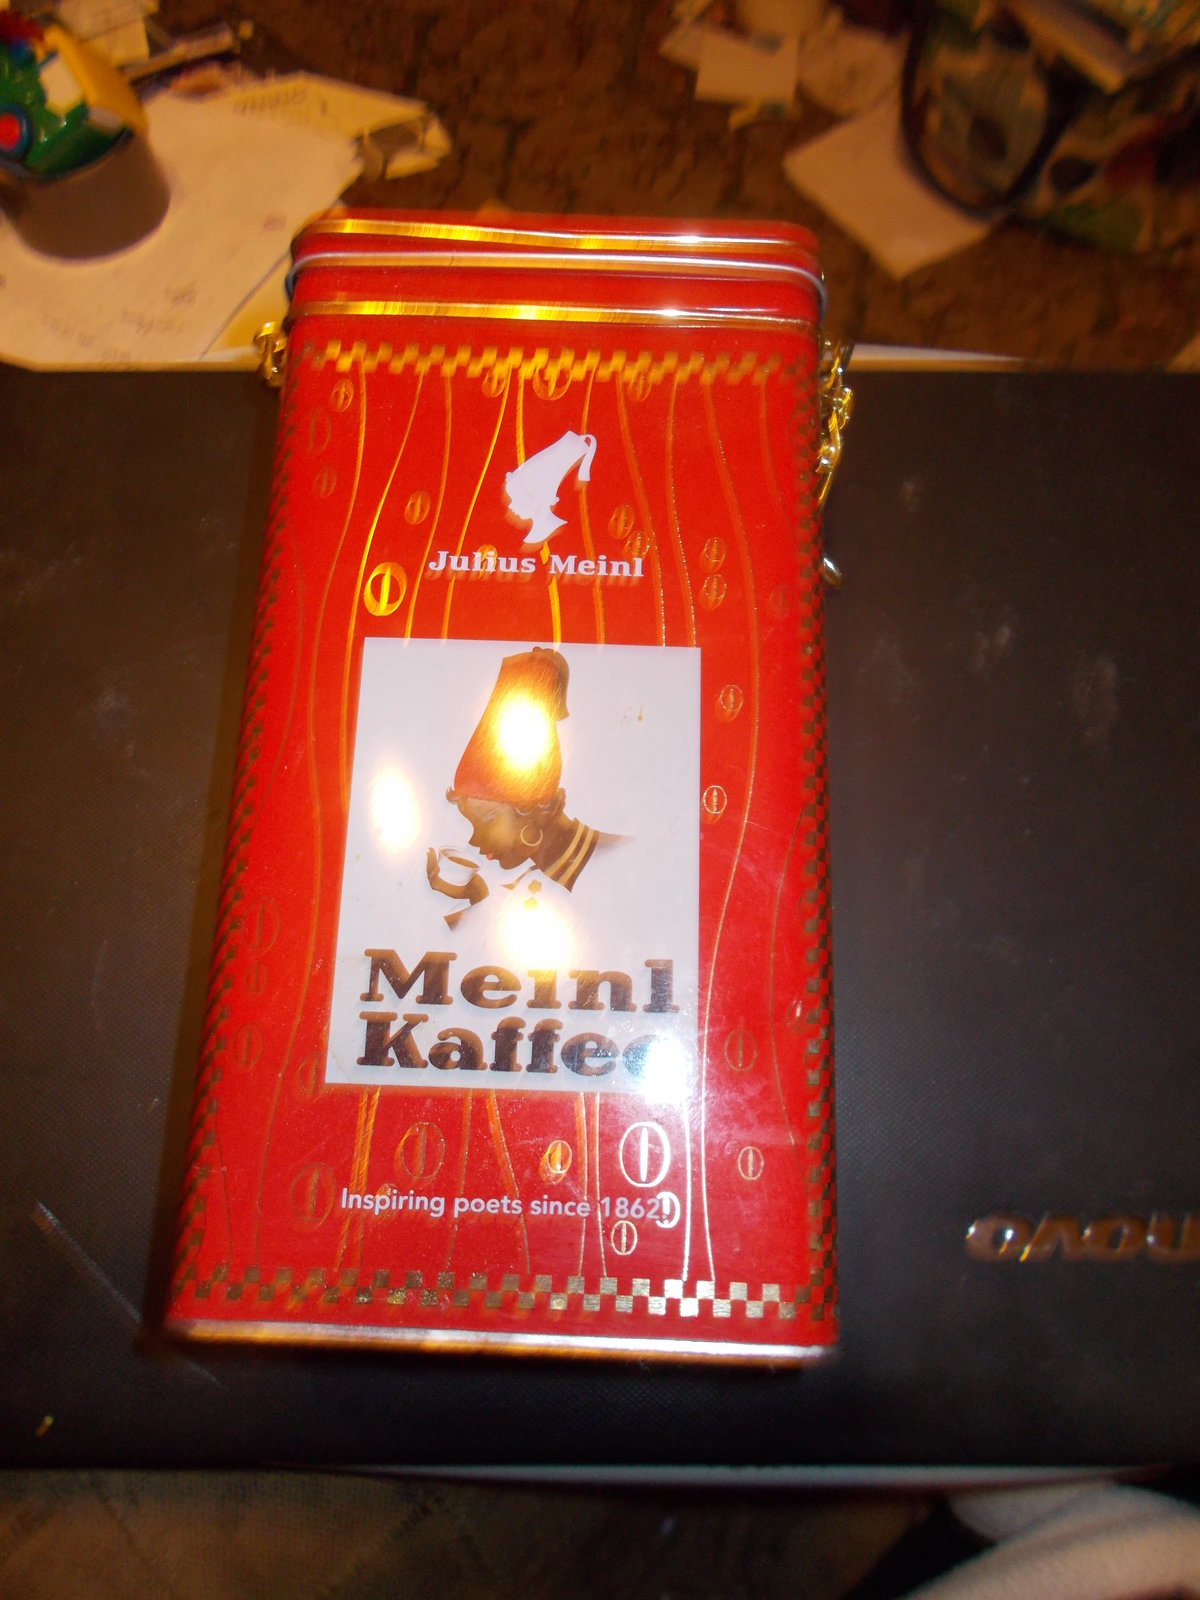 Julius Meinl
Meinl
Kaffee
Inspiring poets since 1862!